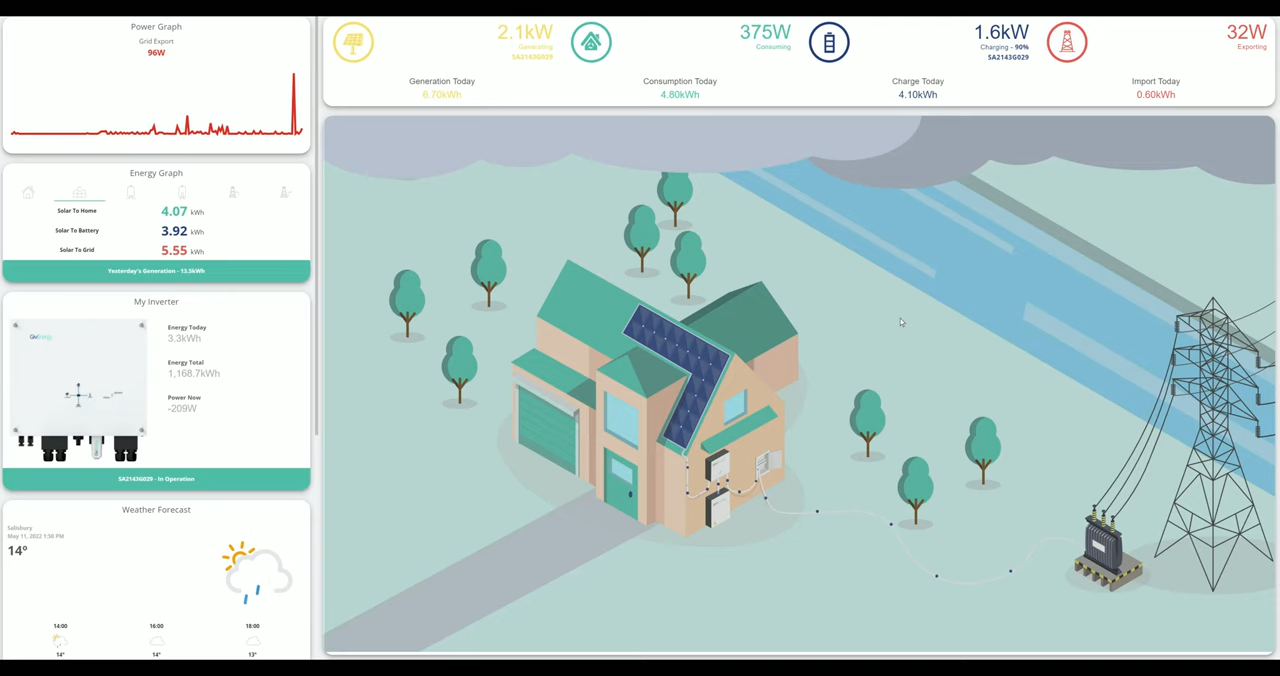 Power Graph
Grid Export
96W
Energy Graph
Solar To Home 4.07 kWh
Solar To Battery 3.92 kWh
Solar To Grid 5.55 kWh
Yesterday's Generation - 13.5kWh
My Inverter
GivEnergy
Energy Today
3.3kWh
Energy Total
1,168.7kWh
Power Now
-209W
SA2143G029 - In Operation
Weather Forecast
Salisbury
May 11, 2022 1:50 PM
14°
14:00 16:00 18:00
14° 14° 13°
2.1kW
Generating
SA2143G029
Generation Today
6.70kWh
375W
Consuming
Consumption Today
4.80kWh
1.6kW
Charging - 90%
SA2143G029
Charge Today
4.10kWh
32W
Exporting
Import Today
0.60kWh